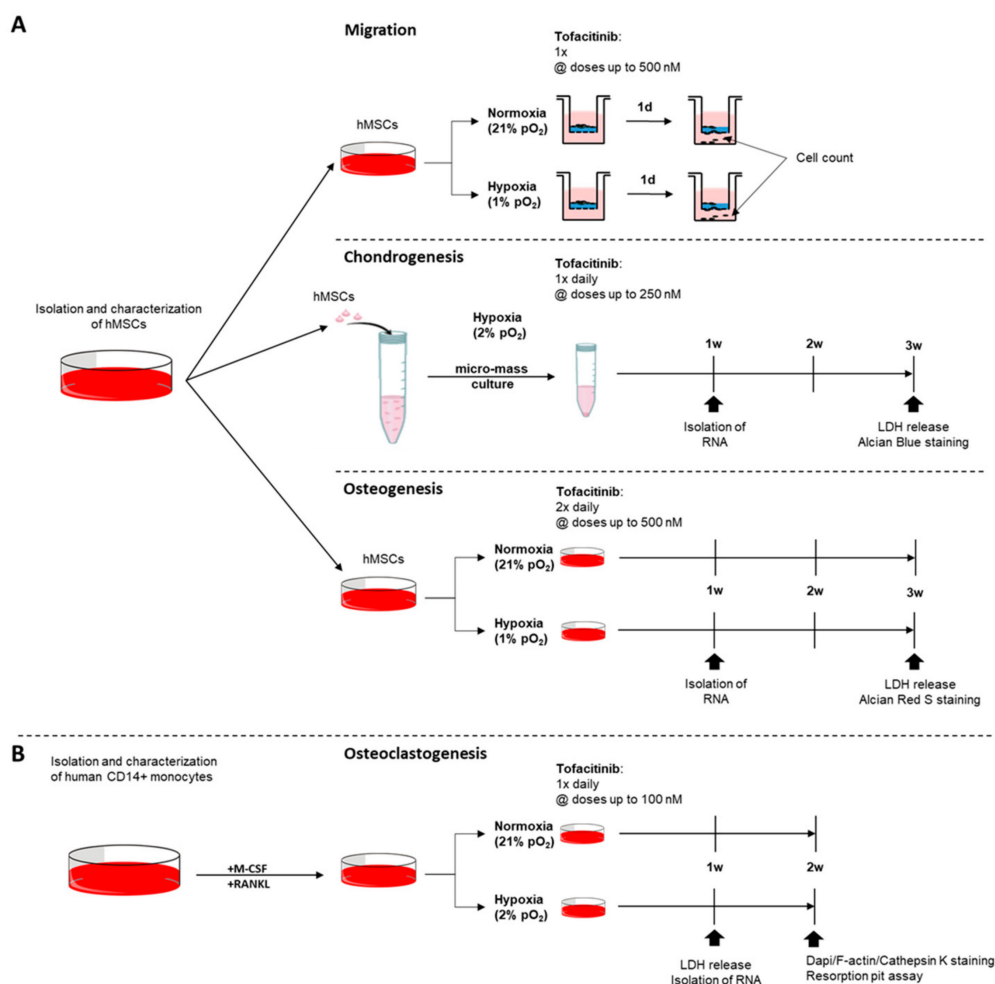 A
Migration
Tofacitinib:
1x
@ doses up to 500 nM
hMSCs
Normoxia
(21% pO₂)
1d
Hypoxia
(1% pO₂)
1d
Cell count
Chondrogenesis
Tofacitinib:
1x daily
@ doses up to 250 nM
Isolation and characterization
of hMSCs
hMSCs
Hypoxia
(2% pO₂)
micro-mass
culture
1w
2w
3w
Isolation of
RNA
LDH release
Alcian Blue staining
Osteogenesis
Tofacitinib:
2x daily
@ doses up to 500 nM
hMSCs
Normoxia
(21% pO₂)
1w
2w
3w
Hypoxia
(1% pO₂)
Isolation of
RNA
LDH release
Alcian Red S staining
B
Isolation and characterization
of human CD14+ monocytes
Osteoclastogenesis
Tofacitinib:
1x daily
@ doses up to 100 nM
+M-CSF
+RANKL
Normoxia
(21% pO₂)
1w
2w
Hypoxia
(2% pO₂)
LDH release
Isolation of RNA
Dapi/F-actin/Cathepsin K staining
Resorption pit assay